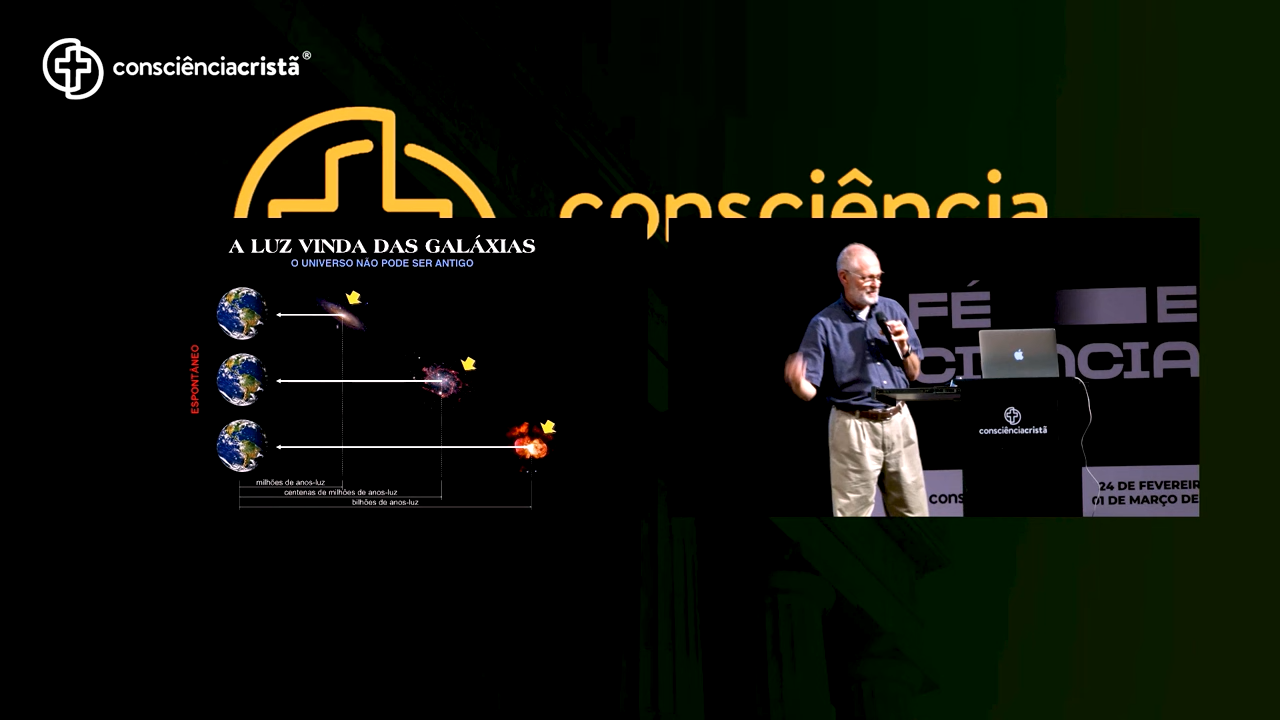 consciênciacristã®
consciência
A LUZ VINDA DAS GALÁXIAS
O UNIVERSO NÃO PODE SER ANTIGO
ESPONTÂNEO
milhões de anos-luz
centenas de milhões de anos-luz
bilhões de anos-luz
FÉ E
CIÊNCIA
consciênciacristã
cons
24 DE FEVEREIR
01 DE MARÇO DE